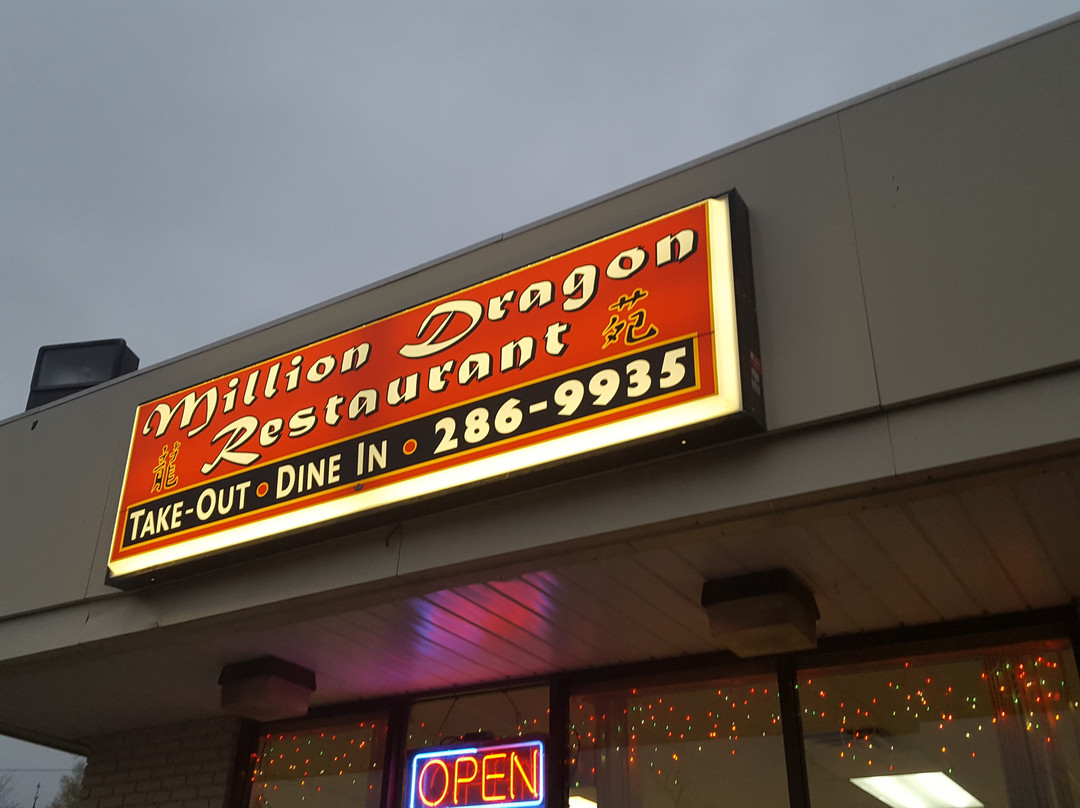 Million Dragon
Restaurant
龍
苑
TAKE-OUT • DINE IN • 286-9935
OPEN